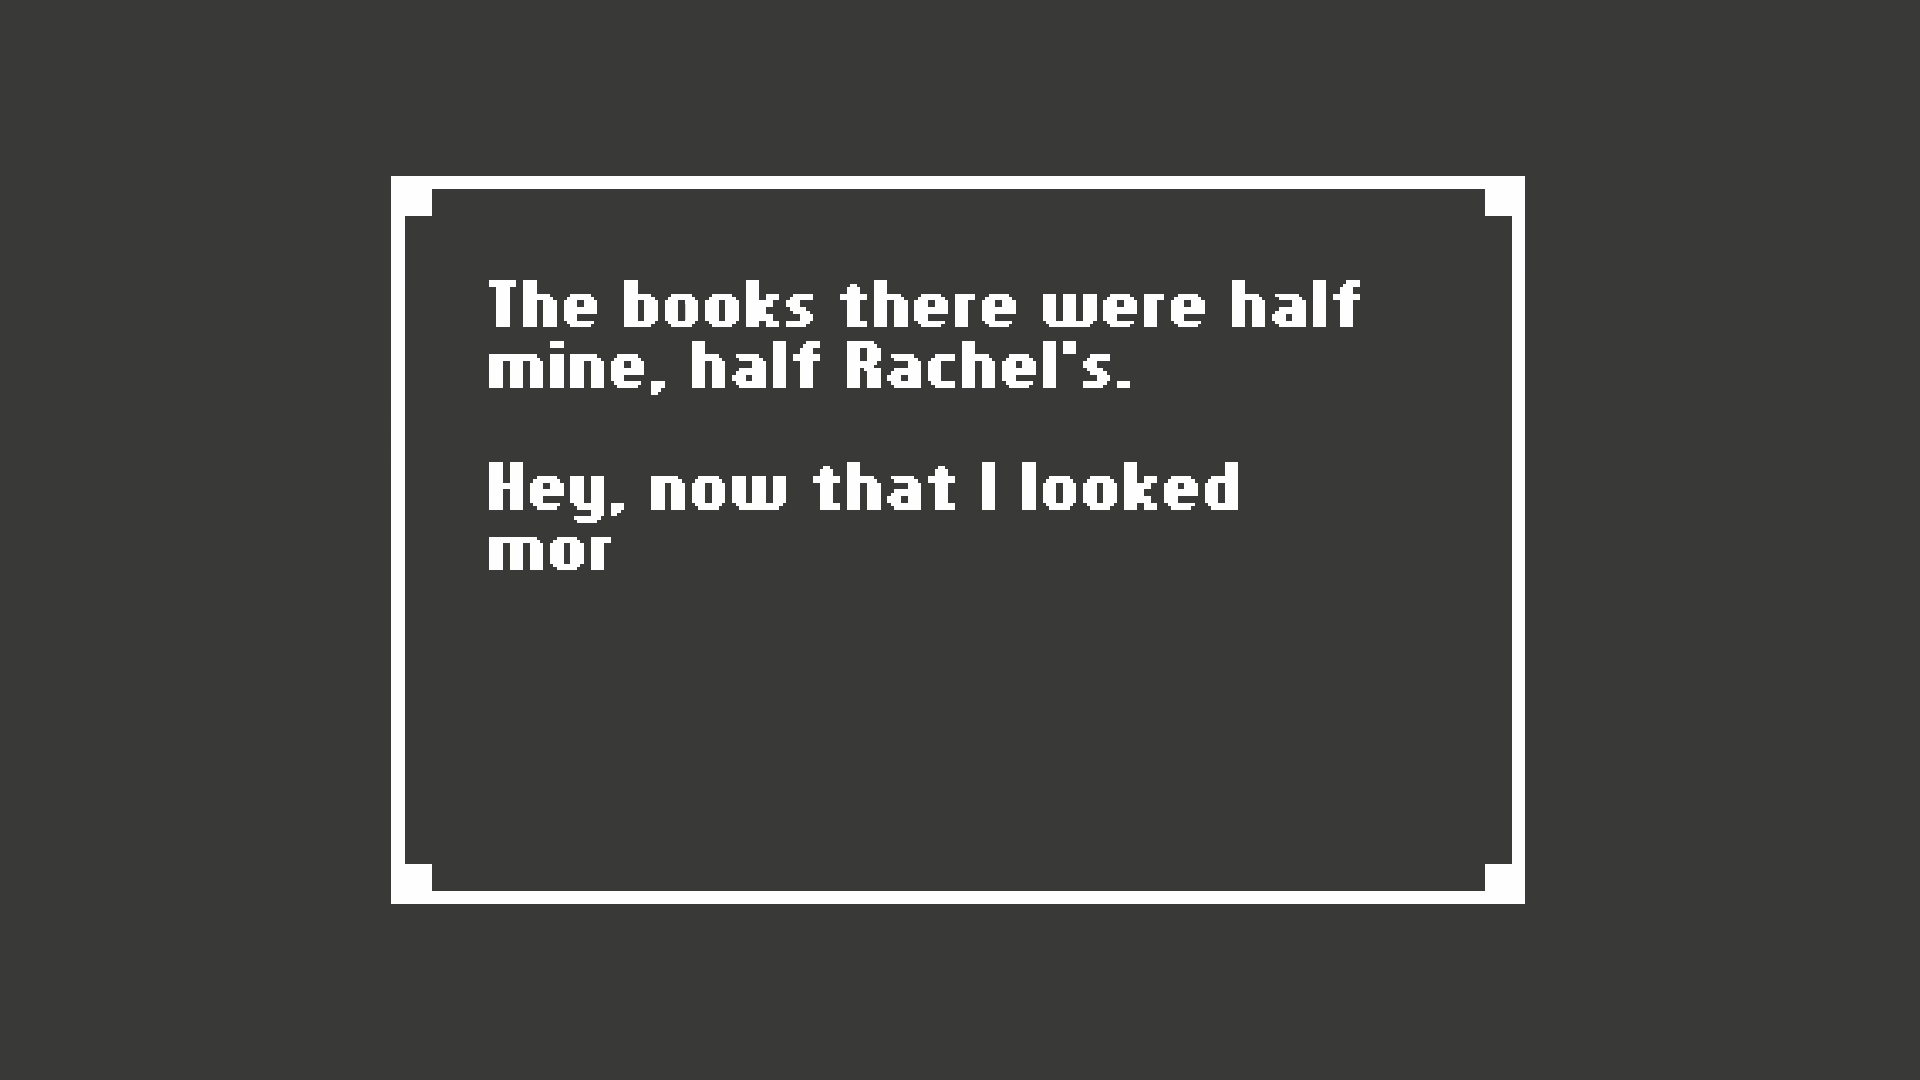 The books there were half
mine, half Rachel's.
Hey, now that I looked
mor